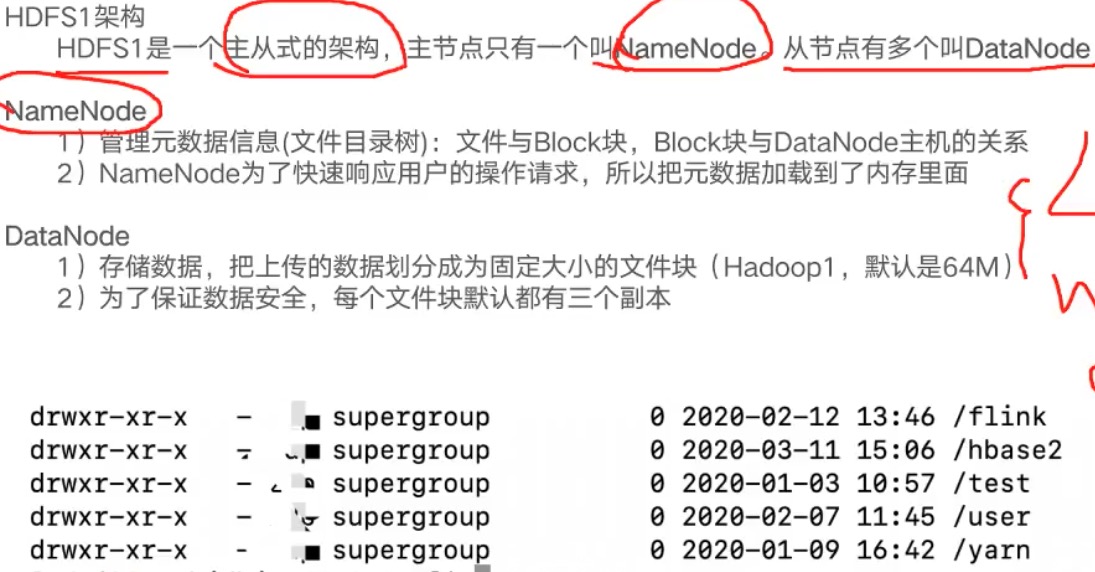 HDFS1架构
HDFS1是一个主从式的架构，主节点只有一个叫NameNode。从节点有多个叫DataNode
NameNode
1）管理元数据信息(文件目录树)：文件与Block块，Block块与DataNode主机的关系
2）NameNode为了快速响应用户的操作请求，所以把元数据加载到了内存里面
DataNode
1）存储数据，把上传的数据划分成为固定大小的文件块（Hadoop1，默认是64M）
2）为了保证数据安全，每个文件块默认都有三个副本
drwxr-xr-x - supergroup 0 2020-02-12 13:46 /flink
drwxr-xr-x - supergroup 0 2020-03-11 15:06 /hbase2
drwxr-xr-x - supergroup 0 2020-01-03 10:57 /test
drwxr-xr-x - supergroup 0 2020-02-07 11:45 /user
drwxr-xr-x - supergroup 0 2020-01-09 16:42 /yarn